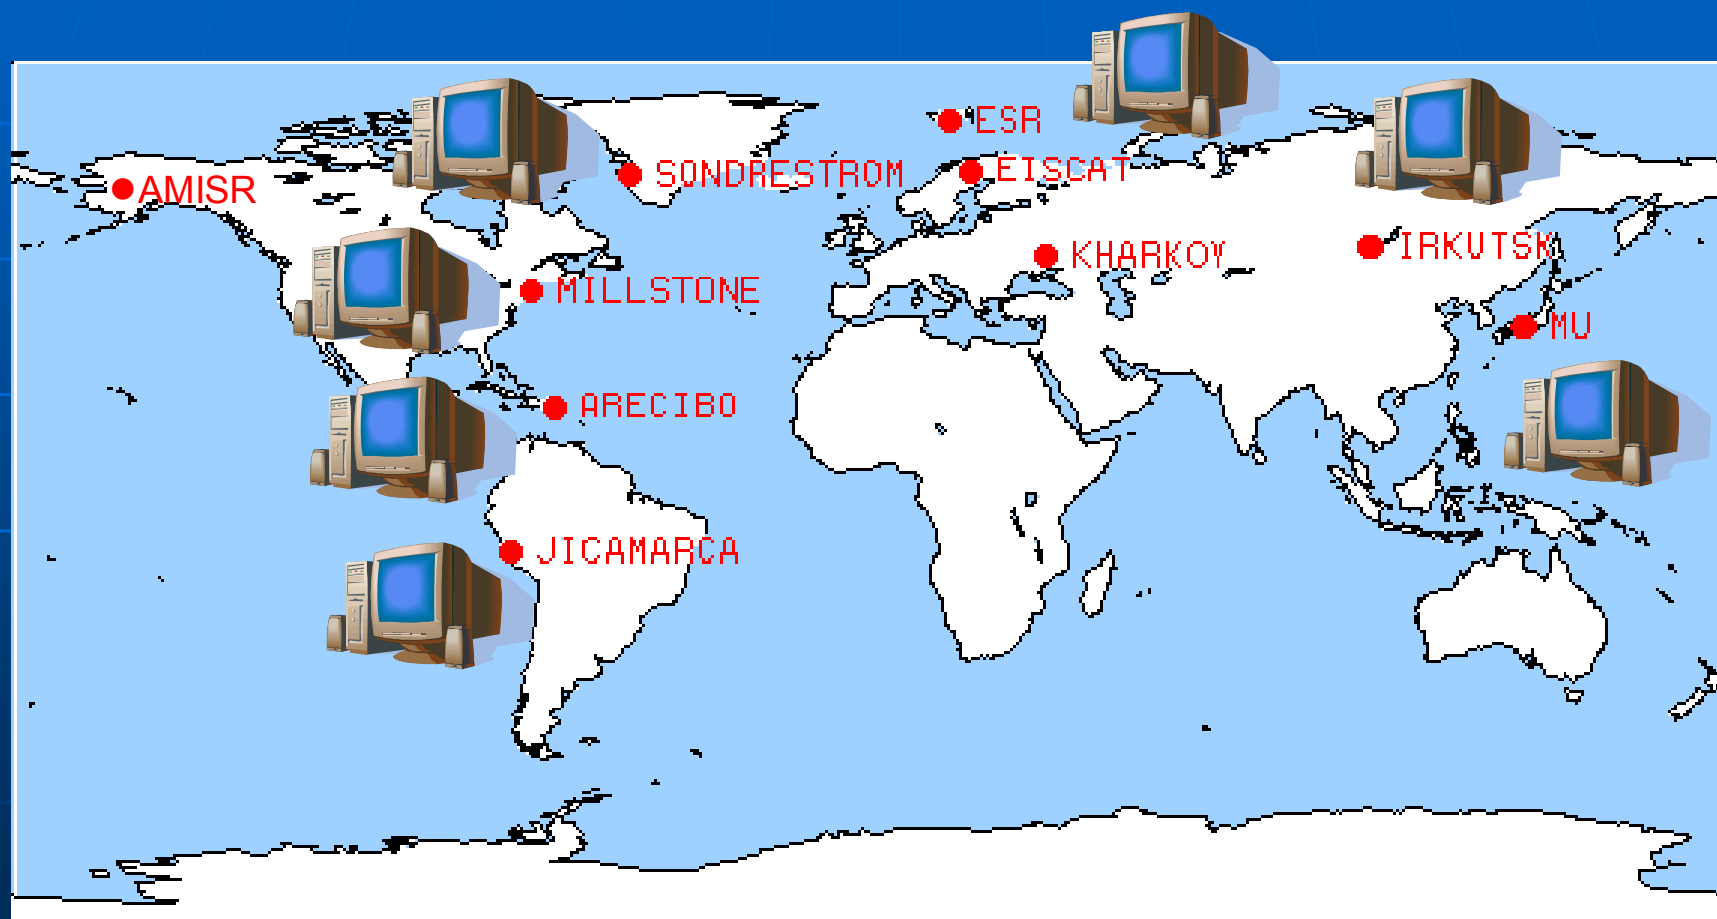 ESR
SONDRESTROM
EISCAT
AMISR
KHARKOV
IRKUTSK
MILLSTONE
MU
ARECIBO
JICAMARCA